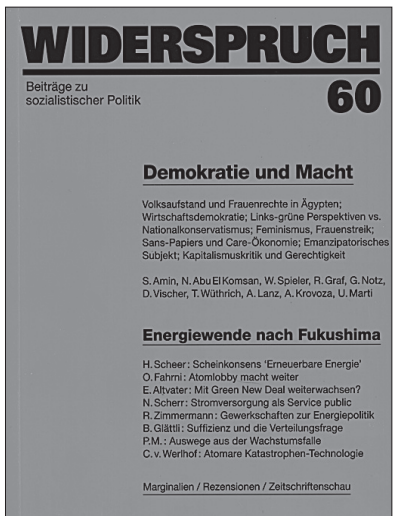 WIDERSPRUCH
Beiträge zu
sozialistischer Politik
60
Demokratie und Macht
Volksaufstand und Frauenrechte in Ägypten;
Wirtschaftsdemokratie; Links-grüne Perspektiven vs.
Nationalkonservatismus; Feminismus, Frauenstreik;
Sans-Papiers und Care-Ökonomie; Emanzipatorisches
Subjekt; Kapitalismuskritik und Gerechtigkeit
S. Amin, N. Abu El Komsan, W. Spieler, R. Graf, G. Notz,
D. Vischer, T. Wüthrich, A. Lanz, A. Krovoza, U. Marti
Energiewende nach Fukushima
H. Scheer: Scheinkonsens 'Erneuerbare Energie'
O. Fahrni: Atomlobby macht weiter
E. Altvater: Mit Green New Deal weiterwachsen?
N. Scherr: Stromversorgung als Service public
R. Zimmermann: Gewerkschaften zur Energiepolitik
B. Glättli: Suffizienz und die Verteilungsfrage
P.M.: Auswege aus der Wachstumsfalle
C. v. Werlhof: Atomare Katastrophen-Technologie
Marginalien / Rezensionen / Zeitschriftenschau